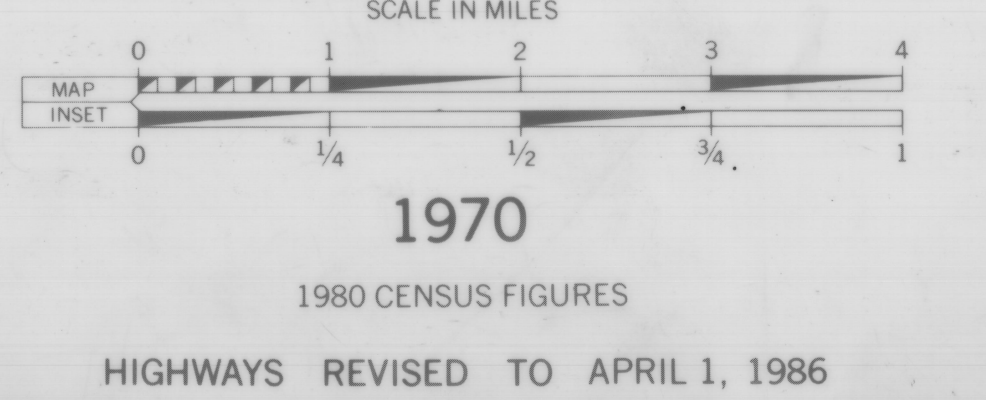 SCALE IN MILES
0 1 2 3 4
MAP
INSET
0 1/4 1/2 3/4 1
1970
1980 CENSUS FIGURES
HIGHWAYS REVISED TO APRIL 1, 1986